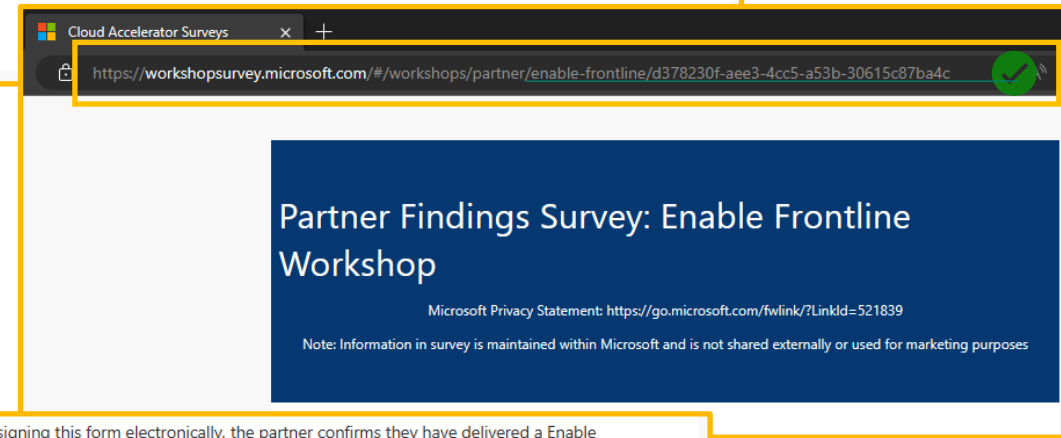 Cloud Accelerator Surveys
https://workshopsurvey.microsoft.com/#/workshops/partner/enable-frontline/d378230f-aee3-4cc5-a53b-30615c87ba4c
Partner Findings Survey: Enable Frontline
Workshop
Microsoft Privacy Statement: https://go.microsoft.com/fwlink/?LinkId=521839
Note: Information in survey is maintained within Microsoft and is not shared externally or used for marketing purposes
signing this form electronically, the partner confirms they have delivered a Enable